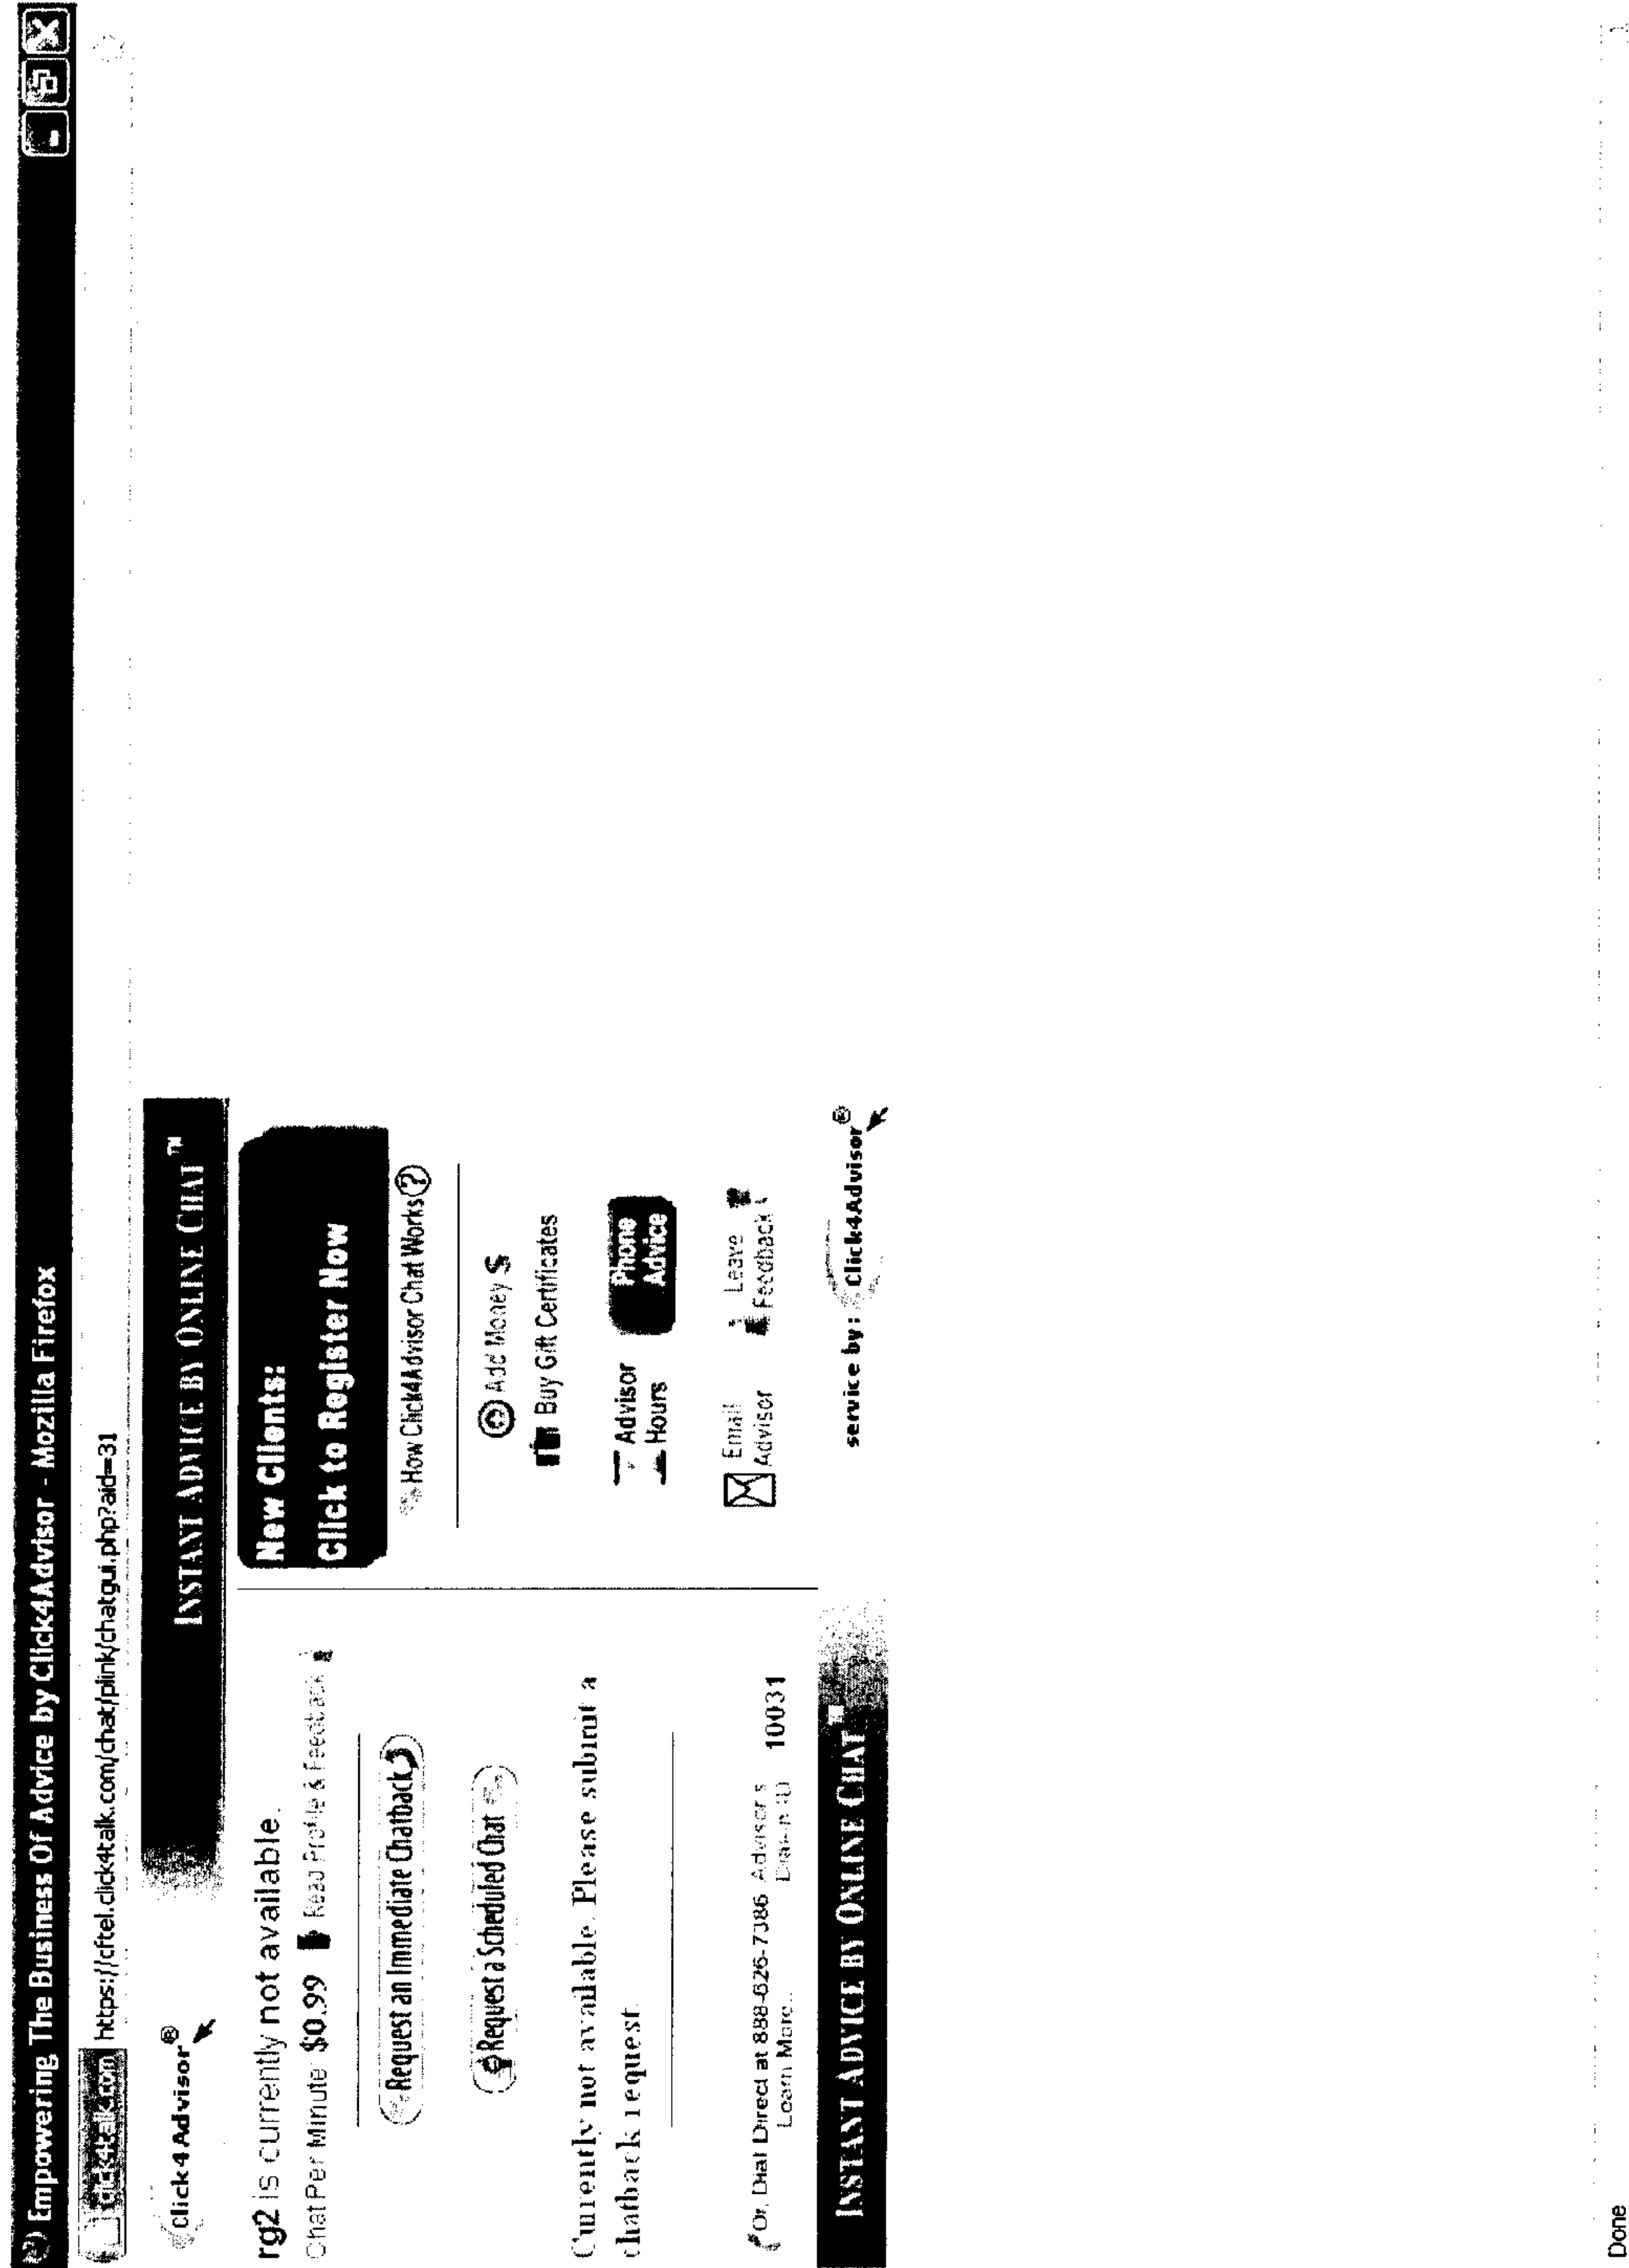 Empowering The Business Of Advice by Click4Advisor - Mozilla Firefox
click4talk.com https://cftel.click4talk.com/chat/plink/chatgui.php?aid=31
Click4Advisor®
INSTANT ADVICE BY ONLINE CHAT™
rg2 is currently not available.
Chat Per Minute: $0.99 Read Profile & Feedback
Request an Immediate Chatback
Request a Scheduled Chat
Currently not available. Please submit a
chatback request.
Or, Dial Direct at Advisor's
Dial-in ID
10031
Learn More...
New Clients:
Click to Register Now
How Click4Advisor Chat Works ?
Add Money $
Buy Gift Certificates
Advisor
Hours
Phone
Advice
Email
Advisor
Leave
Feedback
INSTANT ADVICE BY ONLINE CHAT™
service by: Click4Advisor®
Done